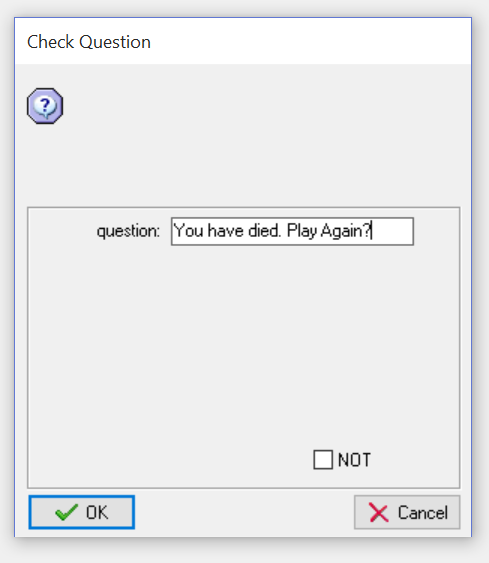 Check Question
?
question: You have died. Play Again?
NOT
OK Cancel